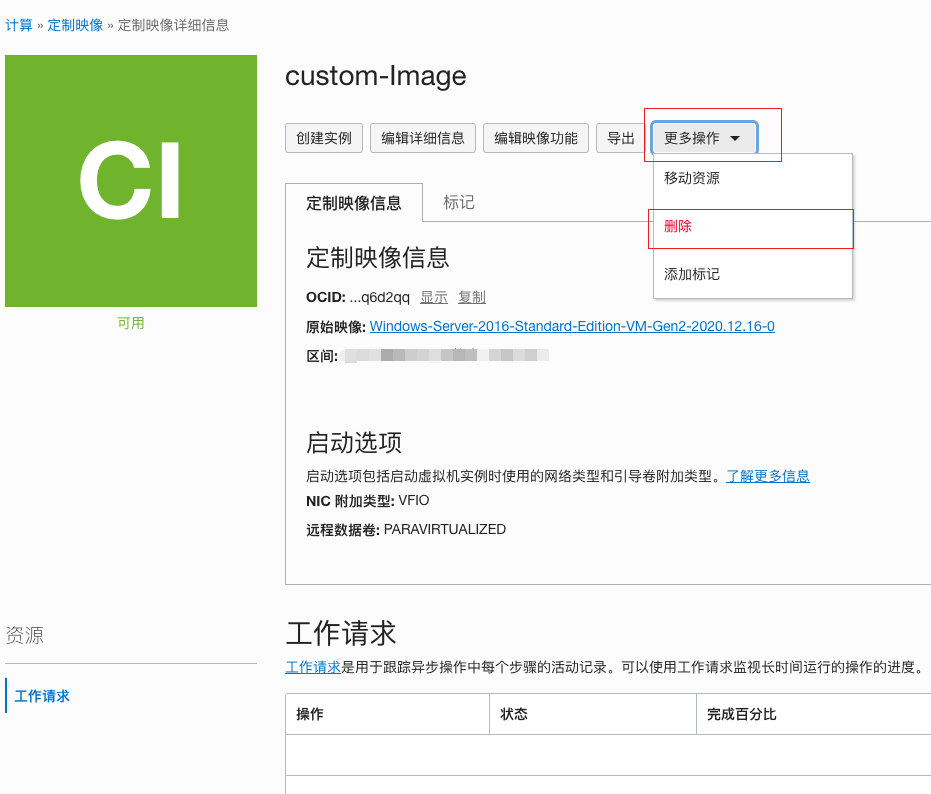 计算 » 定制映像 » 定制映像详细信息
CI
可用
custom-Image
创建实例 编辑详细信息 编辑映像功能 导出 更多操作
移动资源
删除
添加标记
定制映像信息 标记
定制映像信息
OCID: ...q6d2qq 显示 复制
原始映像: Windows-Server-2016-Standard-Edition-VM-Gen2-2020.12.16-0
区间:
启动选项
启动选项包括启动虚拟机实例时使用的网络类型和引导卷附加类型。了解更多信息
NIC 附加类型: VFIO
远程数据卷: PARAVIRTUALIZED
资源
工作请求
工作请求
工作请求是用于跟踪异步操作中每个步骤的活动记录。可以使用工作请求监视长时间运行的操作的进度。
操作 状态 完成百分比